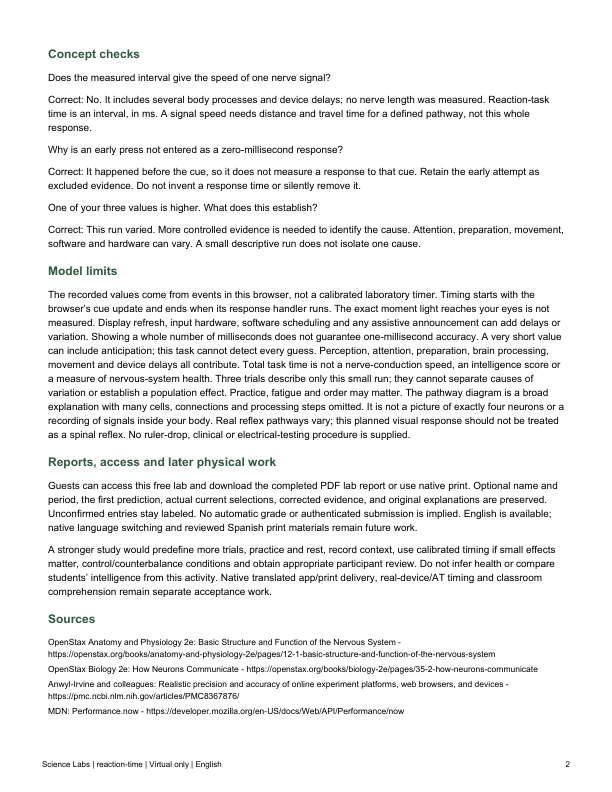 Concept checks
Does the measured interval give the speed of one nerve signal?
Correct: No. It includes several body processes and device delays; no nerve length was measured. Reaction-task
time is an interval, in ms. A signal speed needs distance and travel time for a defined pathway, not this whole
response.
Why is an early press not entered as a zero-millisecond response?
Correct: It happened before the cue, so it does not measure a response to that cue. Retain the early attempt as
excluded evidence. Do not invent a response time or silently remove it.
One of your three values is higher. What does this establish?
Correct: This run varied. More controlled evidence is needed to identify the cause. Attention, preparation, movement,
software and hardware can vary. A small descriptive run does not isolate one cause.
Model limits
The recorded values come from events in this browser, not a calibrated laboratory timer. Timing starts with the
browser's cue update and ends when its response handler runs. The exact moment light reaches your eyes is not
measured. Display refresh, input hardware, software scheduling and any assistive announcement can add delays or
variation. Showing a whole number of milliseconds does not guarantee one-millisecond accuracy. A very short value
can include anticipation; this task cannot detect every guess. Perception, attention, preparation, brain processing,
movement and device delays all contribute. Total task time is not a nerve-conduction speed, an intelligence score or
a measure of nervous-system health. Three trials describe only this small run; they cannot separate causes of
variation or establish a population effect. Practice, fatigue and order may matter. The pathway diagram is a broad
explanation with many cells, connections and processing steps omitted. It is not a picture of exactly four neurons or a
recording of signals inside your body. Real reflex pathways vary; this planned visual response should not be treated
as a spinal reflex. No ruler-drop, clinical or electrical-testing procedure is supplied.
Reports, access and later physical work
Guests can access this free lab and download the completed PDF lab report or use native print. Optional name and
period, the first prediction, actual current selections, corrected evidence, and original explanations are preserved.
Unconfirmed entries stay labeled. No automatic grade or authenticated submission is implied. English is available;
native language switching and reviewed Spanish print materials remain future work.
A stronger study would predefine more trials, practice and rest, record context, use calibrated timing if small effects
matter, control/counterbalance conditions and obtain appropriate participant review. Do not infer health or compare
students' intelligence from this activity. Native translated app/print delivery, real-device/AT timing and classroom
comprehension remain separate acceptance work.
Sources
OpenStax Anatomy and Physiology 2e: Basic Structure and Function of the Nervous System -
https://openstax.org/books/anatomy-and-physiology-2e/pages/12-1-basic-structure-and-function-of-the-nervous-system
OpenStax Biology 2e: How Neurons Communicate - https://openstax.org/books/biology-2e/pages/35-2-how-neurons-communicate
Anwyl-Irvine and colleagues: Realistic precision and accuracy of online experiment platforms, web browsers, and devices -
https://pmc.ncbi.nlm.nih.gov/articles/PMC8367876/
MDN: Performance.now - https://developer.mozilla.org/en-US/docs/Web/API/Performance/now
Science Labs | reaction-time | Virtual only | English
2